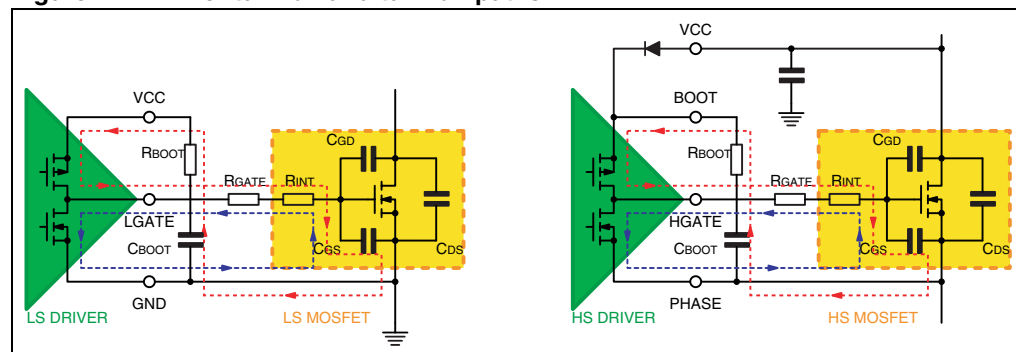 VCC
RBOOT
CGD
RGATE
RINT
LGATE
CBOOT
CGS
CDS
GND
LS DRIVER
LS MOSFET
VCC
BOOT
RBOOT
CGD
RGATE
RINT
HGATE
CBOOT
CGS
CDS
PHASE
HS DRIVER
HS MOSFET